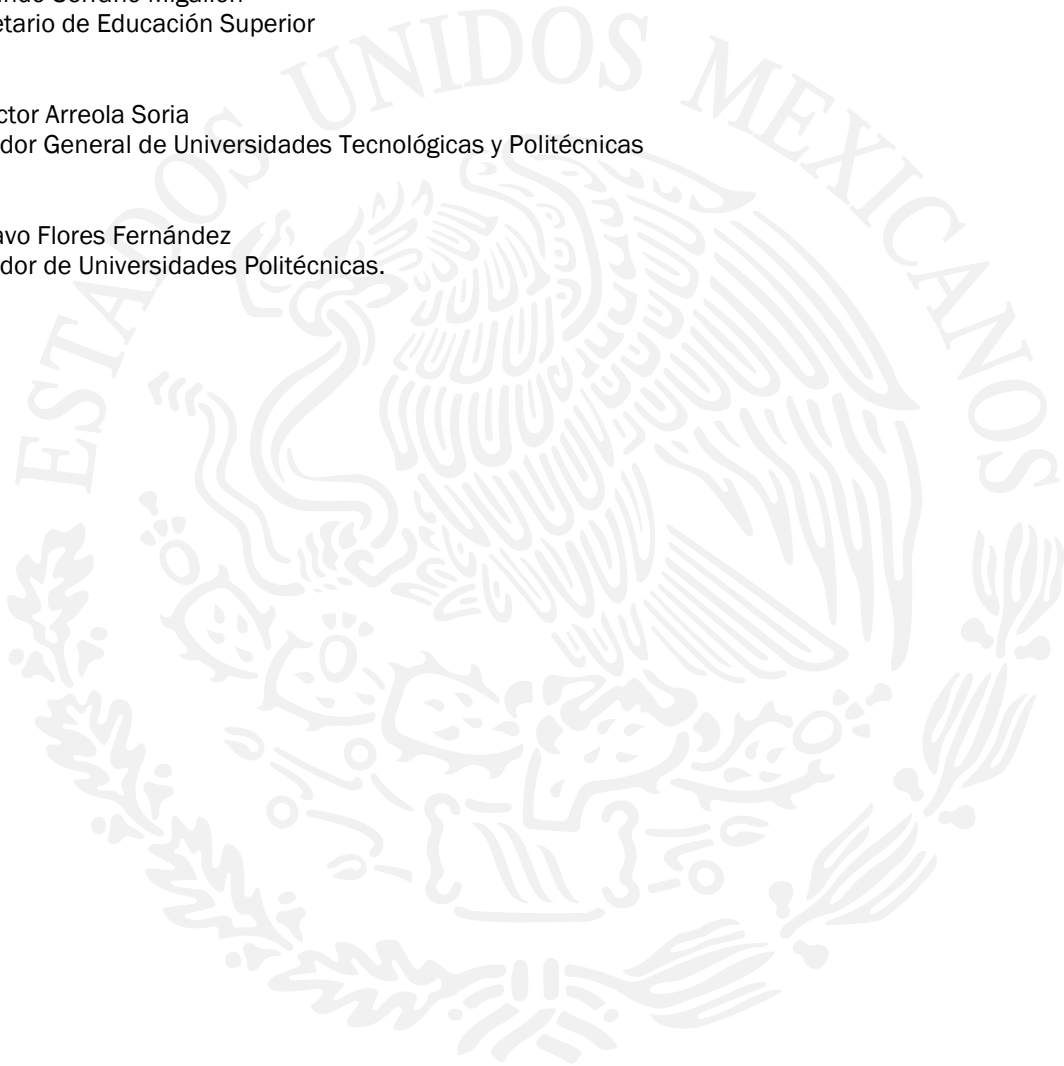 ando Serrano Migallón
etario de Educación Superior
ctor Arreola Soria
dor General de Universidades Tecnológicas y Politécnicas
avo Flores Fernández
dor de Universidades Politécnicas.
ESTADOS UNIDOS MEXICANOS